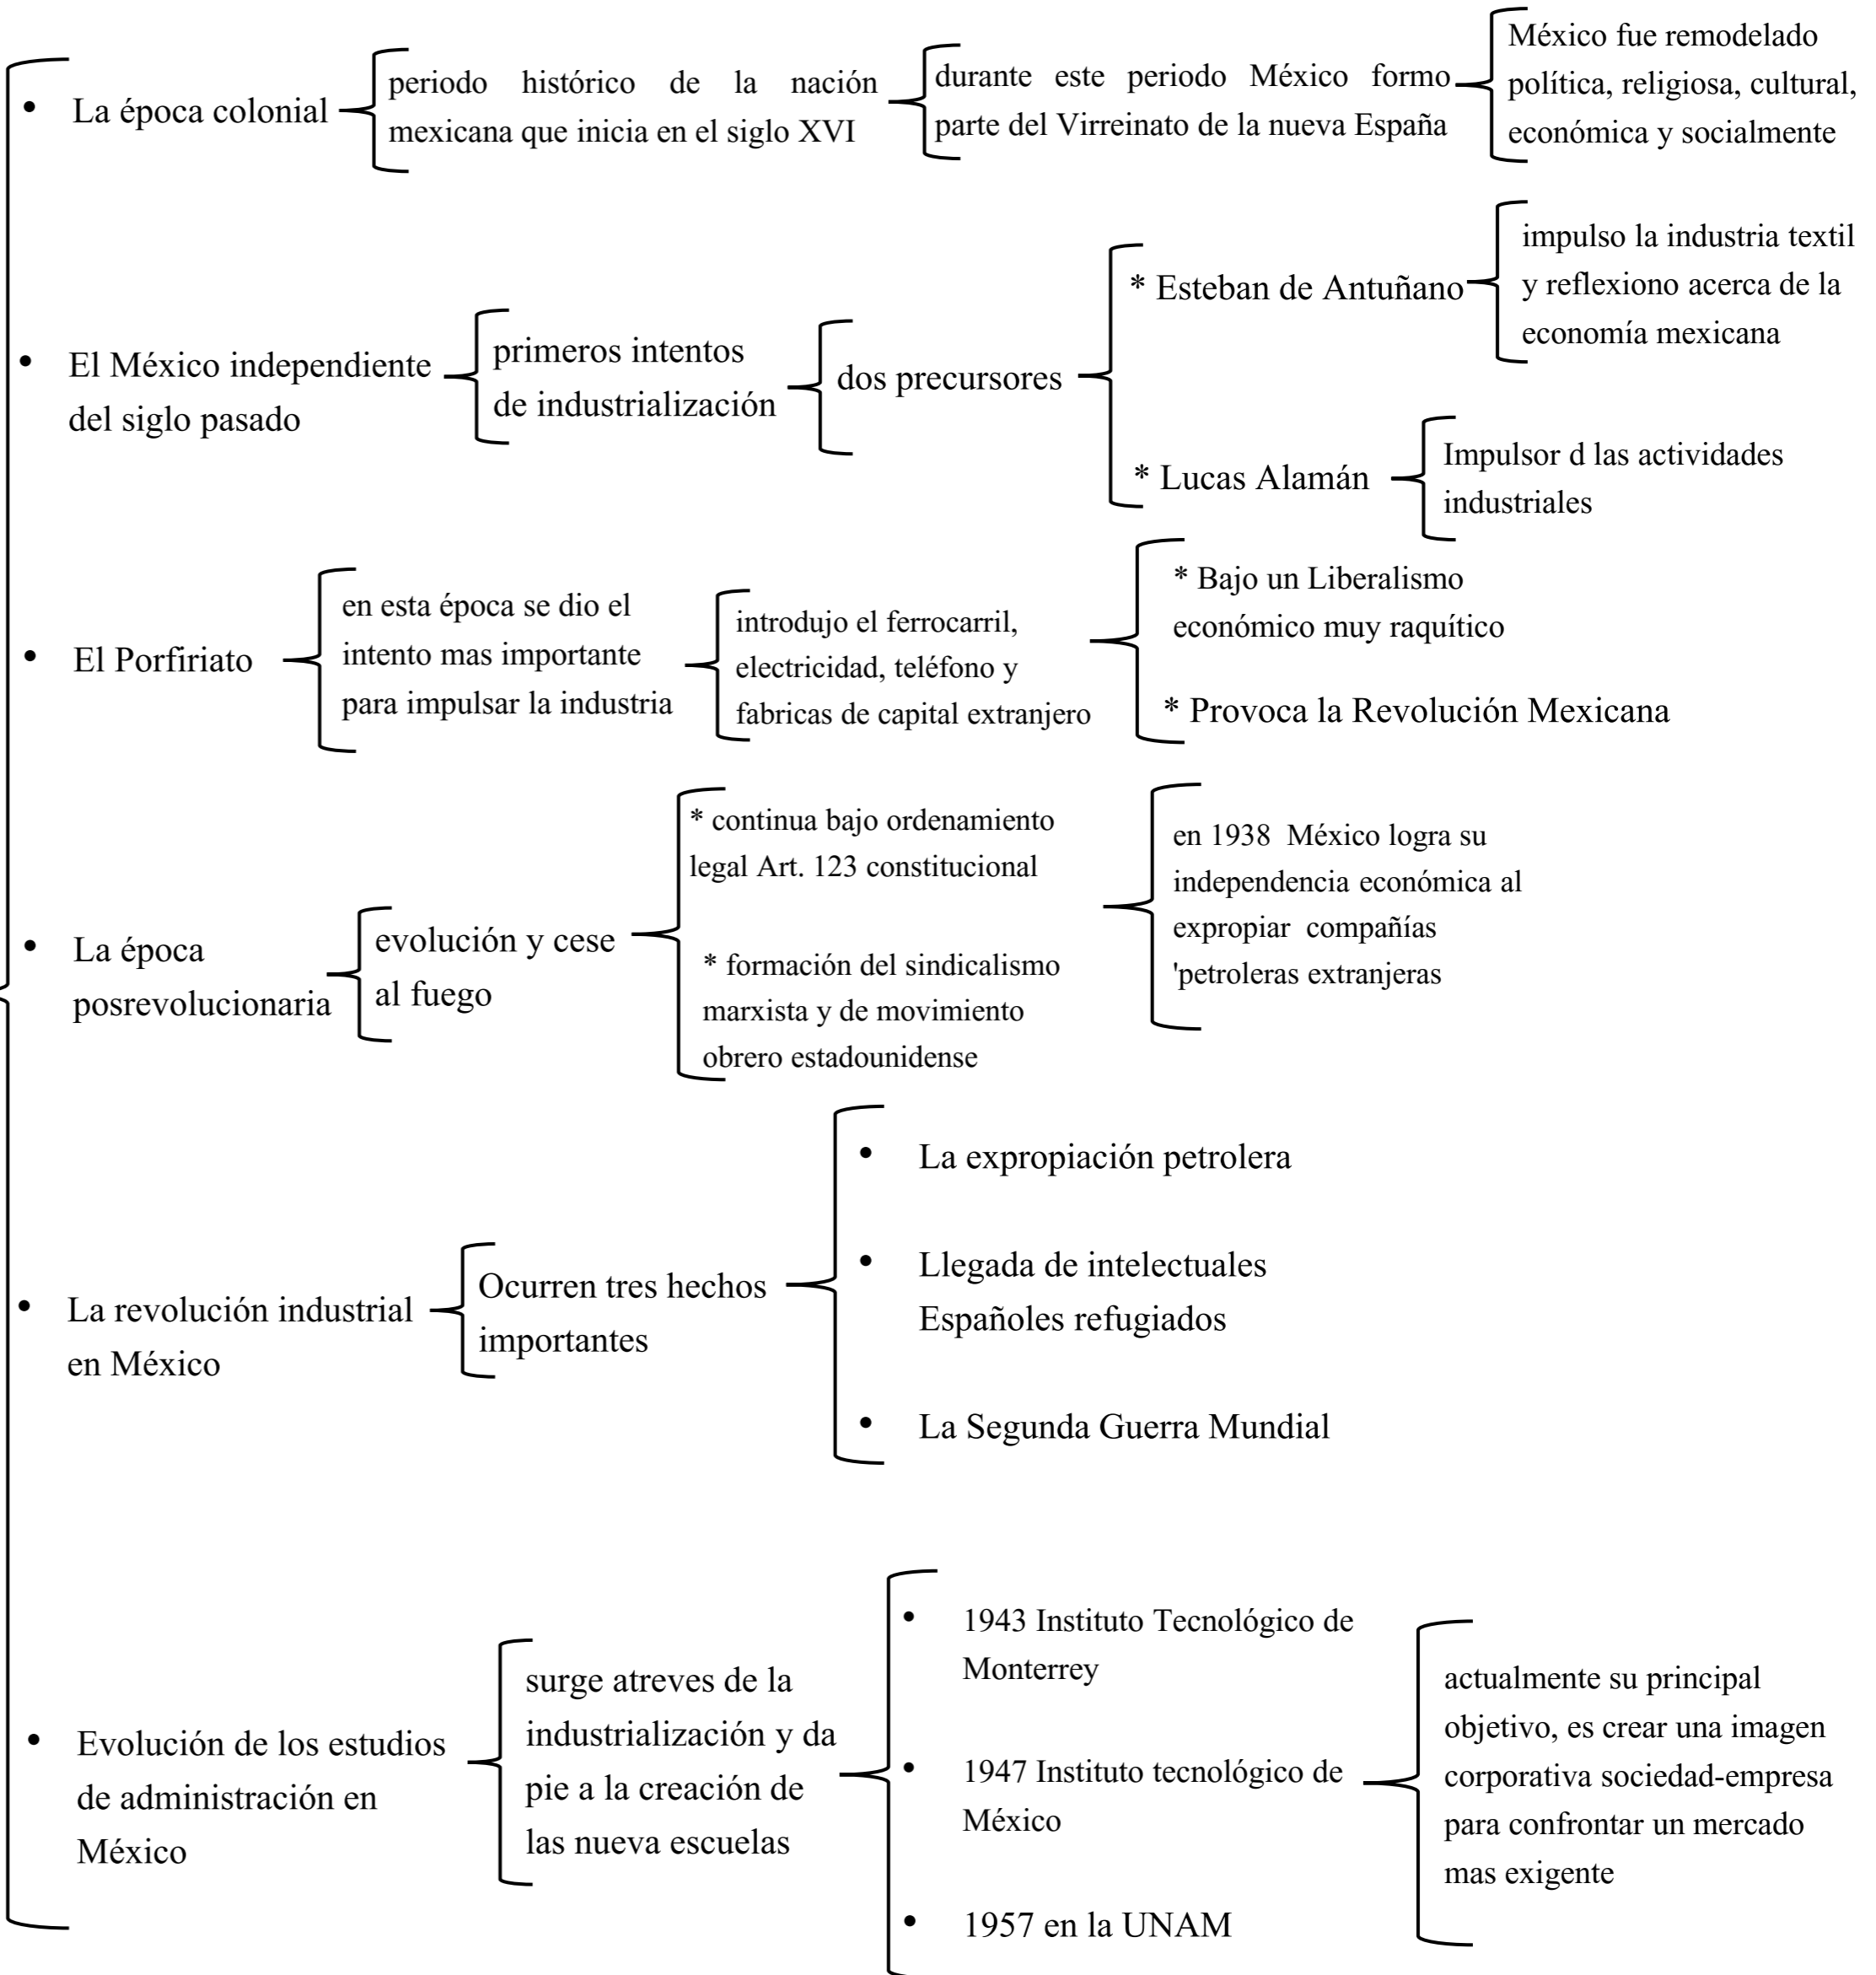 • La época colonial
periodo histórico de la nación
mexicana que inicia en el siglo XVI
durante este periodo México formo
parte del Virreinato de la nueva España
México fue remodelado
política, religiosa, cultural,
económica y socialmente
• El México independiente
del siglo pasado
primeros intentos
de industrialización
dos precursores
* Esteban de Antuñano
impulso la industria textil
y reflexiono acerca de la
economía mexicana
* Lucas Alamán
Impulsor d las actividades
industriales
• El Porfiriato
en esta época se dio el
intento mas importante
para impulsar la industria
introdujo el ferrocarril,
electricidad, teléfono y
fabricas de capital extranjero
* Bajo un Liberalismo
económico muy raquítico
* Provoca la Revolución Mexicana
• La época
posrevolucionaria
evolución y cese
al fuego
* continua bajo ordenamiento
legal Art. 123 constitucional
* formación del sindicalismo
marxista y de movimiento
obrero estadounidense
en 1938 México logra su
independencia económica al
expropiar compañías
'petroleras extranjeras
• La revolución industrial
en México
Ocurren tres hechos
importantes
• La expropiación petrolera
• Llegada de intelectuales
Españoles refugiados
• La Segunda Guerra Mundial
• Evolución de los estudios
de administración en
México
surge atreves de la
industrialización y da
pie a la creación de
las nueva escuelas
• 1943 Instituto Tecnológico de
Monterrey
• 1947 Instituto tecnológico de
México
• 1957 en la UNAM
actualmente su principal
objetivo, es crear una imagen
corporativa sociedad-empresa
para confrontar un mercado
mas exigente